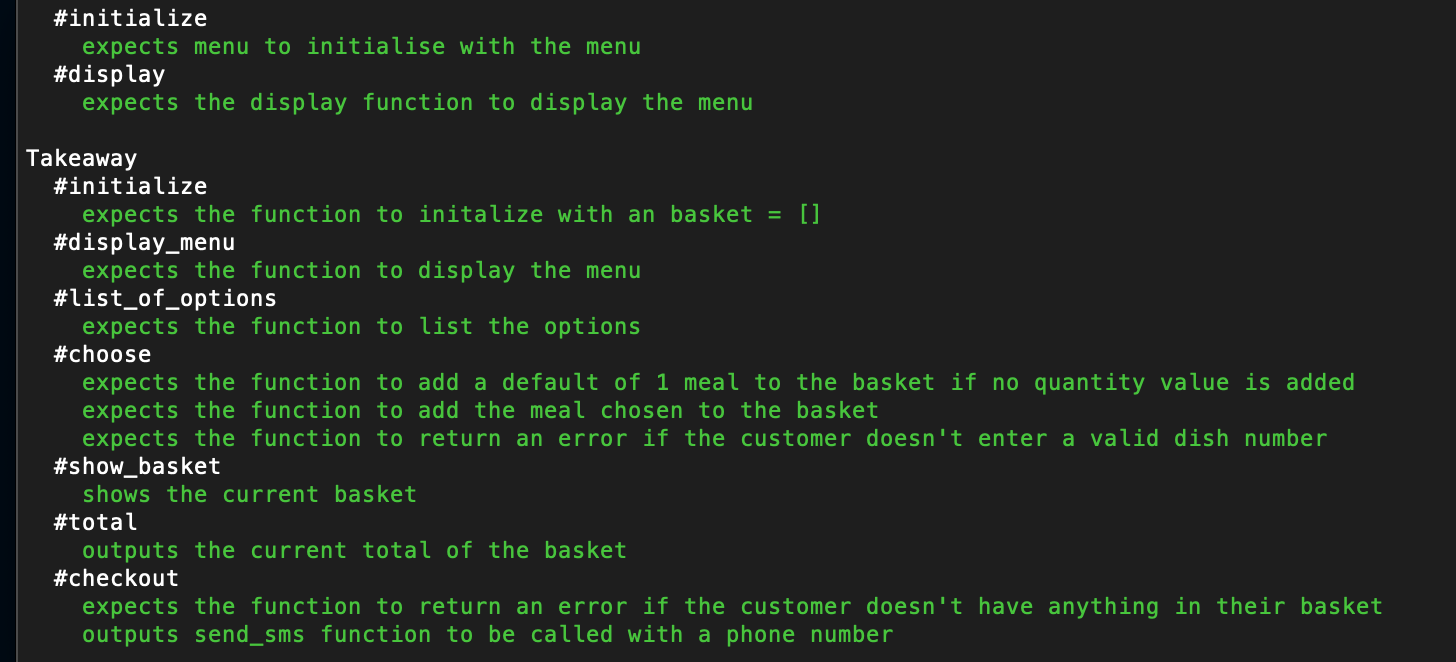 #initialize
expects menu to initialise with the menu
#display
expects the display function to display the menu
Takeaway
#initialize
expects the function to initalize with an basket = []
#display_menu
expects the function to display the menu
#list_of_options
expects the function to list the options
#choose
expects the function to add a default of 1 meal to the basket if no quantity value is added
expects the function to add the meal chosen to the basket
expects the function to return an error if the customer doesn't enter a valid dish number
#show_basket
shows the current basket
#total
outputs the current total of the basket
#checkout
expects the function to return an error if the customer doesn't have anything in their basket
outputs send_sms function to be called with a phone number